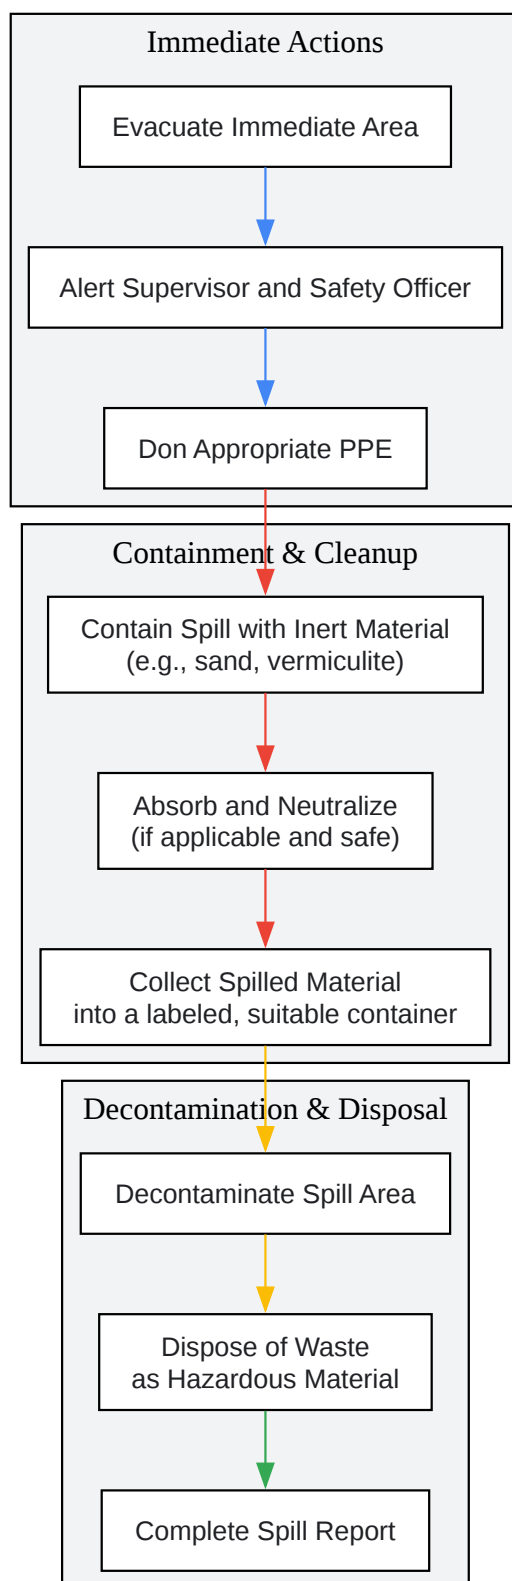 Immediate Actions
Evacuate Immediate Area
Alert Supervisor and Safety Officer
Don Appropriate PPE
Containment & Cleanup
Contain Spill with Inert Material
(e.g., sand, vermiculite)
Absorb and Neutralize
(if applicable and safe)
Collect Spilled Material
into a labeled, suitable container
Decontamination & Disposal
Decontaminate Spill Area
Dispose of Waste
as Hazardous Material
Complete Spill Report